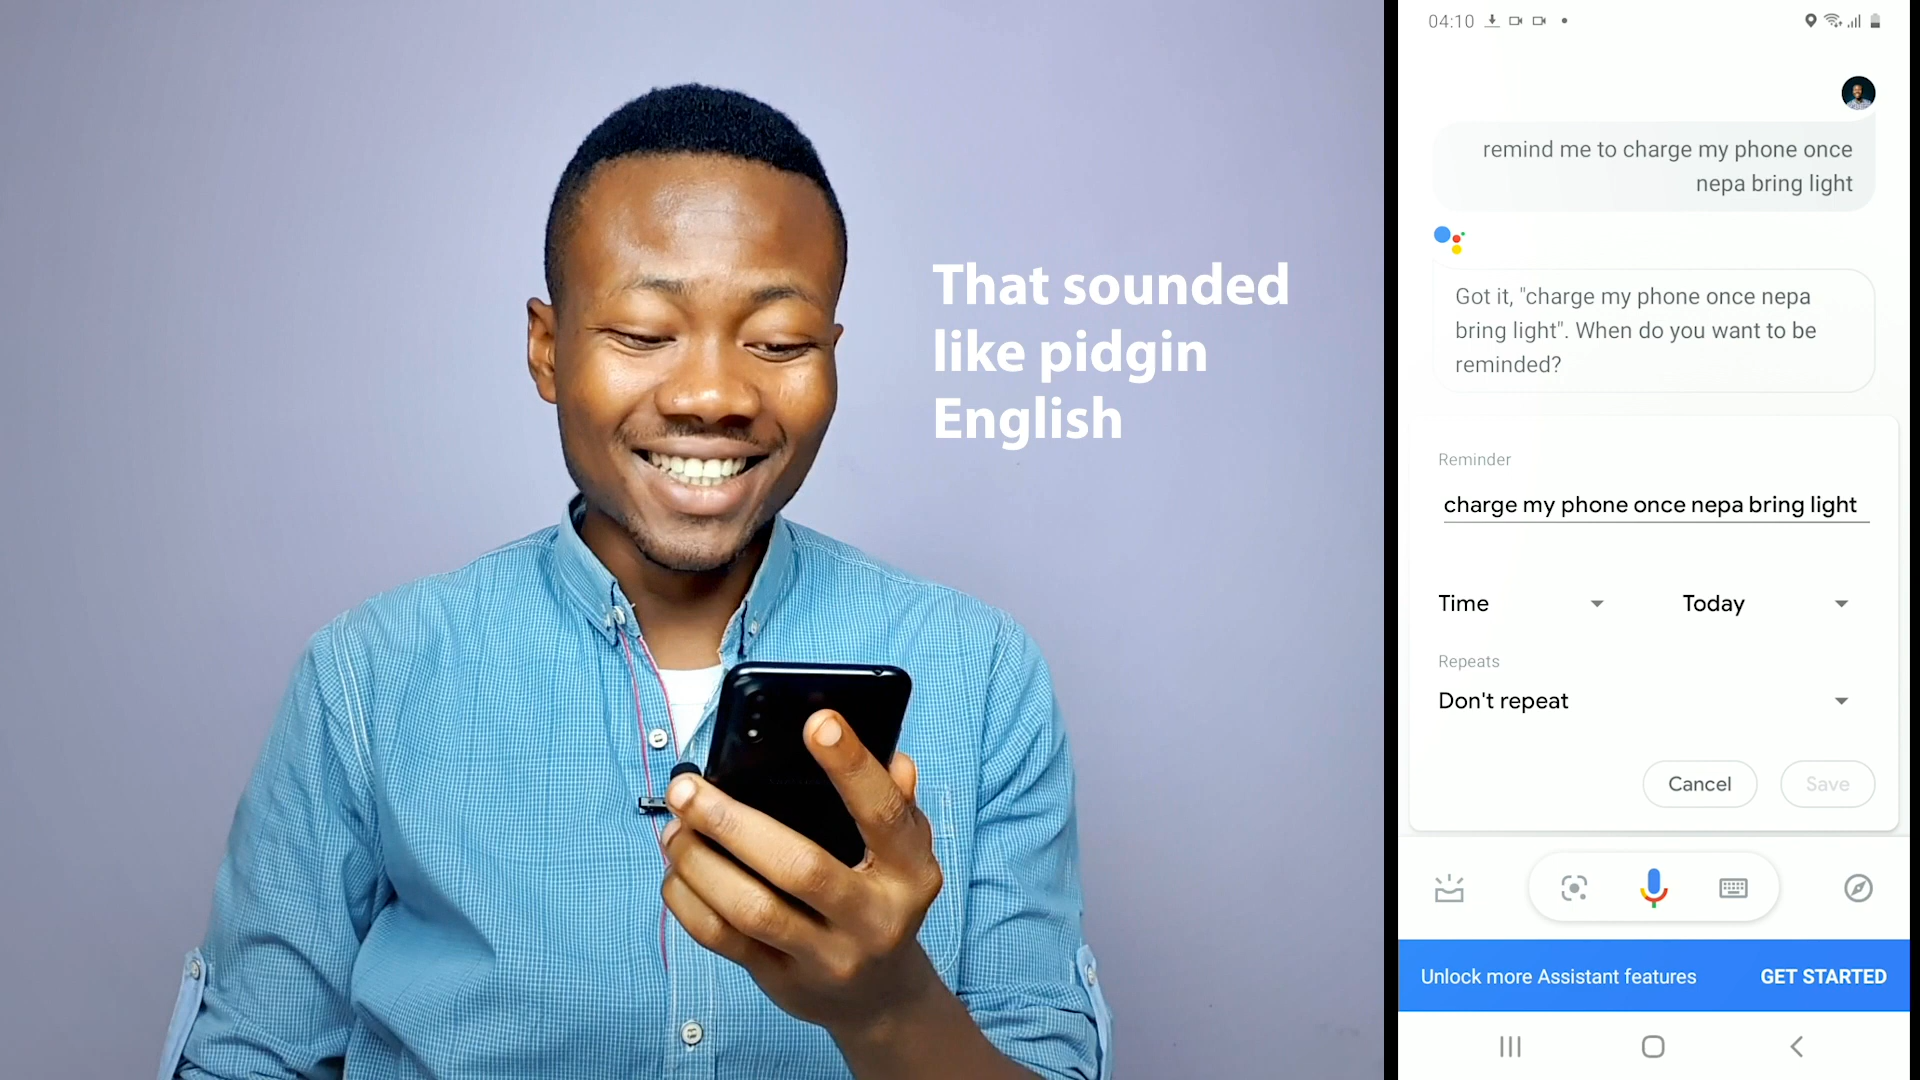 That sounded
like pidgin
English
04:10
remind me to charge my phone once
nepa bring light
Got it, "charge my phone once nepa
bring light". When do you want to be
reminded?
Reminder
charge my phone once nepa bring light
Time
Today
Repeats
Don't repeat
Cancel
Save
Unlock more Assistant features
GET STARTED